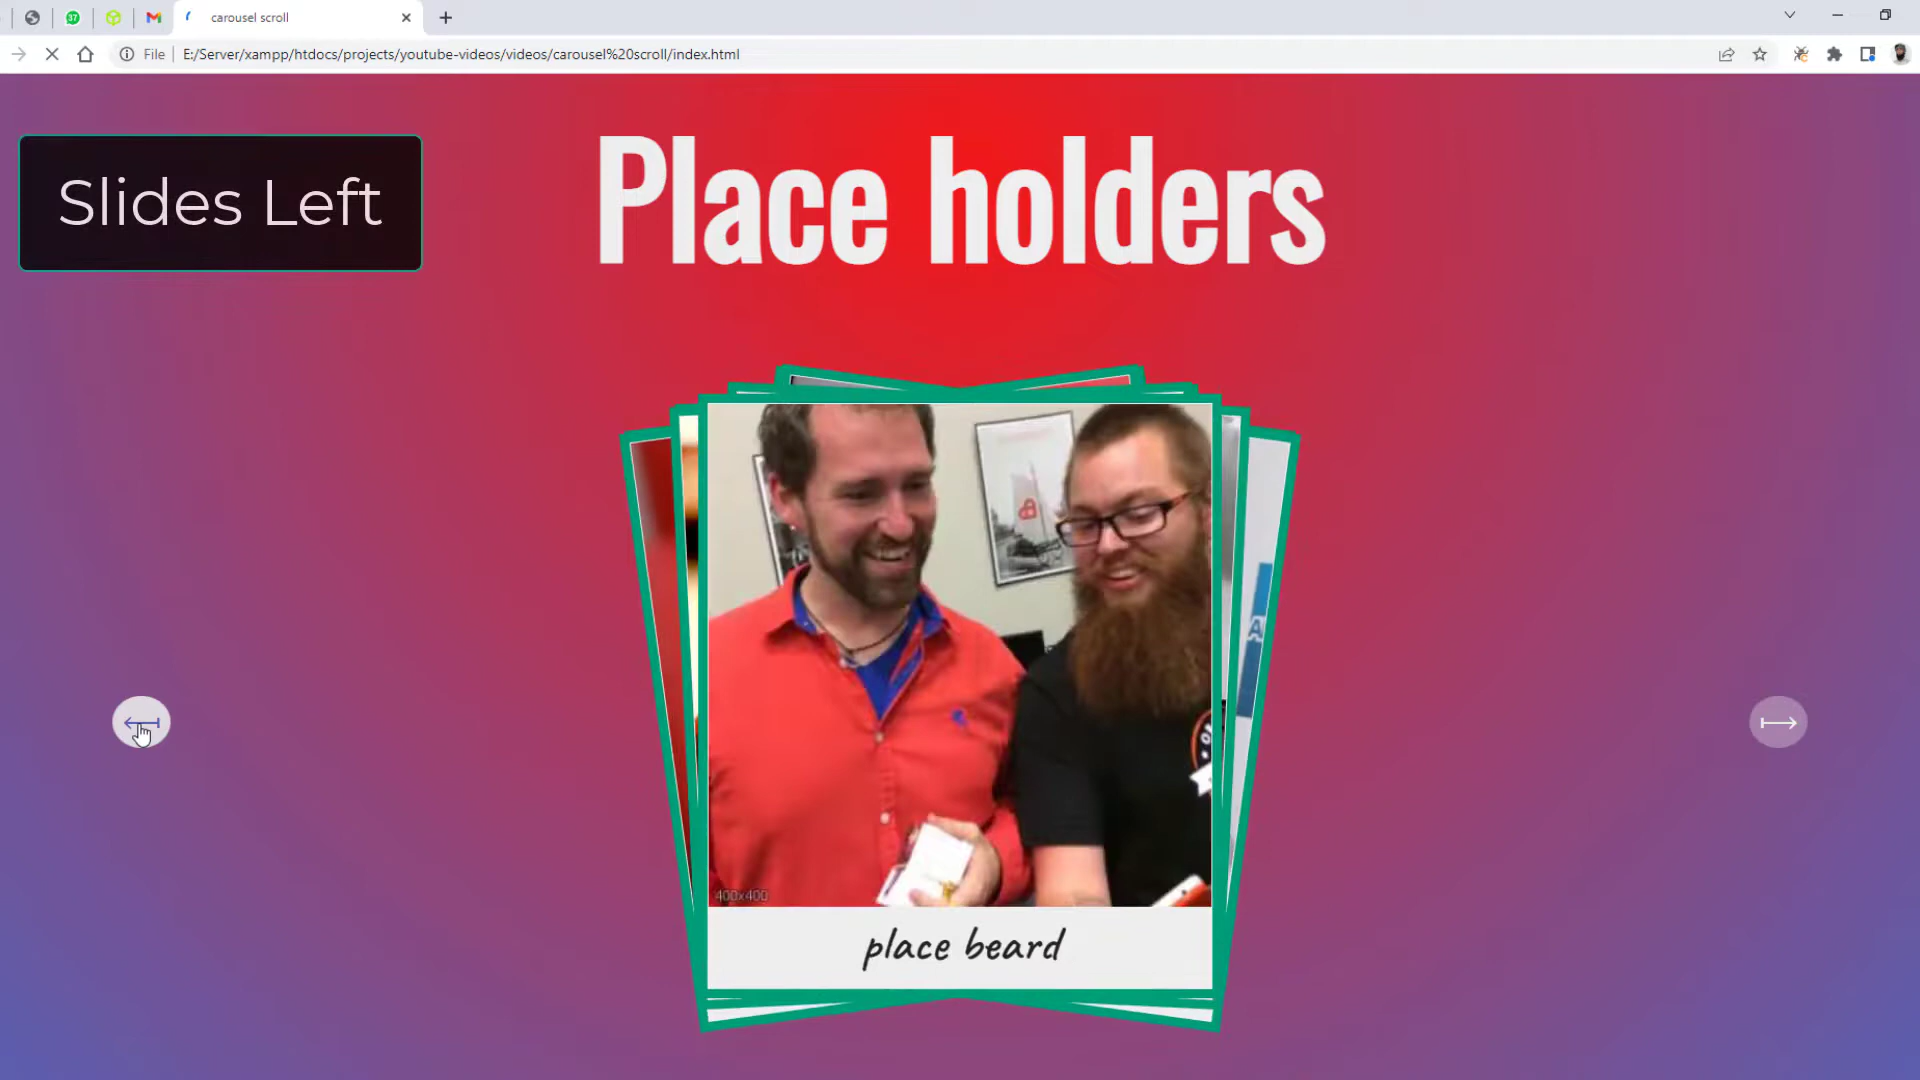 37
carousel scroll
File
E:/Server/xampp/htdocs/projects/youtube-videos/videos/carousel%20scroll/index.html
Slides Left
Place holders
400x400
place beard